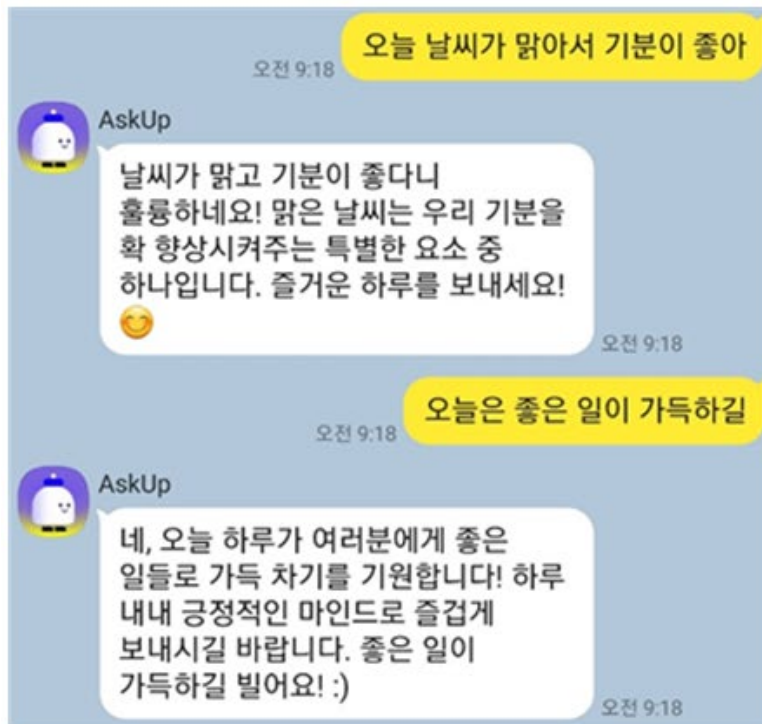 오늘 날씨가 맑아서 기분이 좋아
오전 9:18
AskUp
날씨가 맑고 기분이 좋다니
훌륭하네요! 맑은 날씨는 우리 기분을
확 향상시켜주는 특별한 요소 중
하나입니다. 즐거운 하루를 보내세요!
😊
오전 9:18
오늘은 좋은 일이 가득하길
오전 9:18
AskUp
네, 오늘 하루가 여러분에게 좋은
일들로 가득 차기를 기원합니다! 하루
내내 긍정적인 마인드로 즐겁게
보내시길 바랍니다. 좋은 일이
가득하길 빌어요! :)
오전 9:18